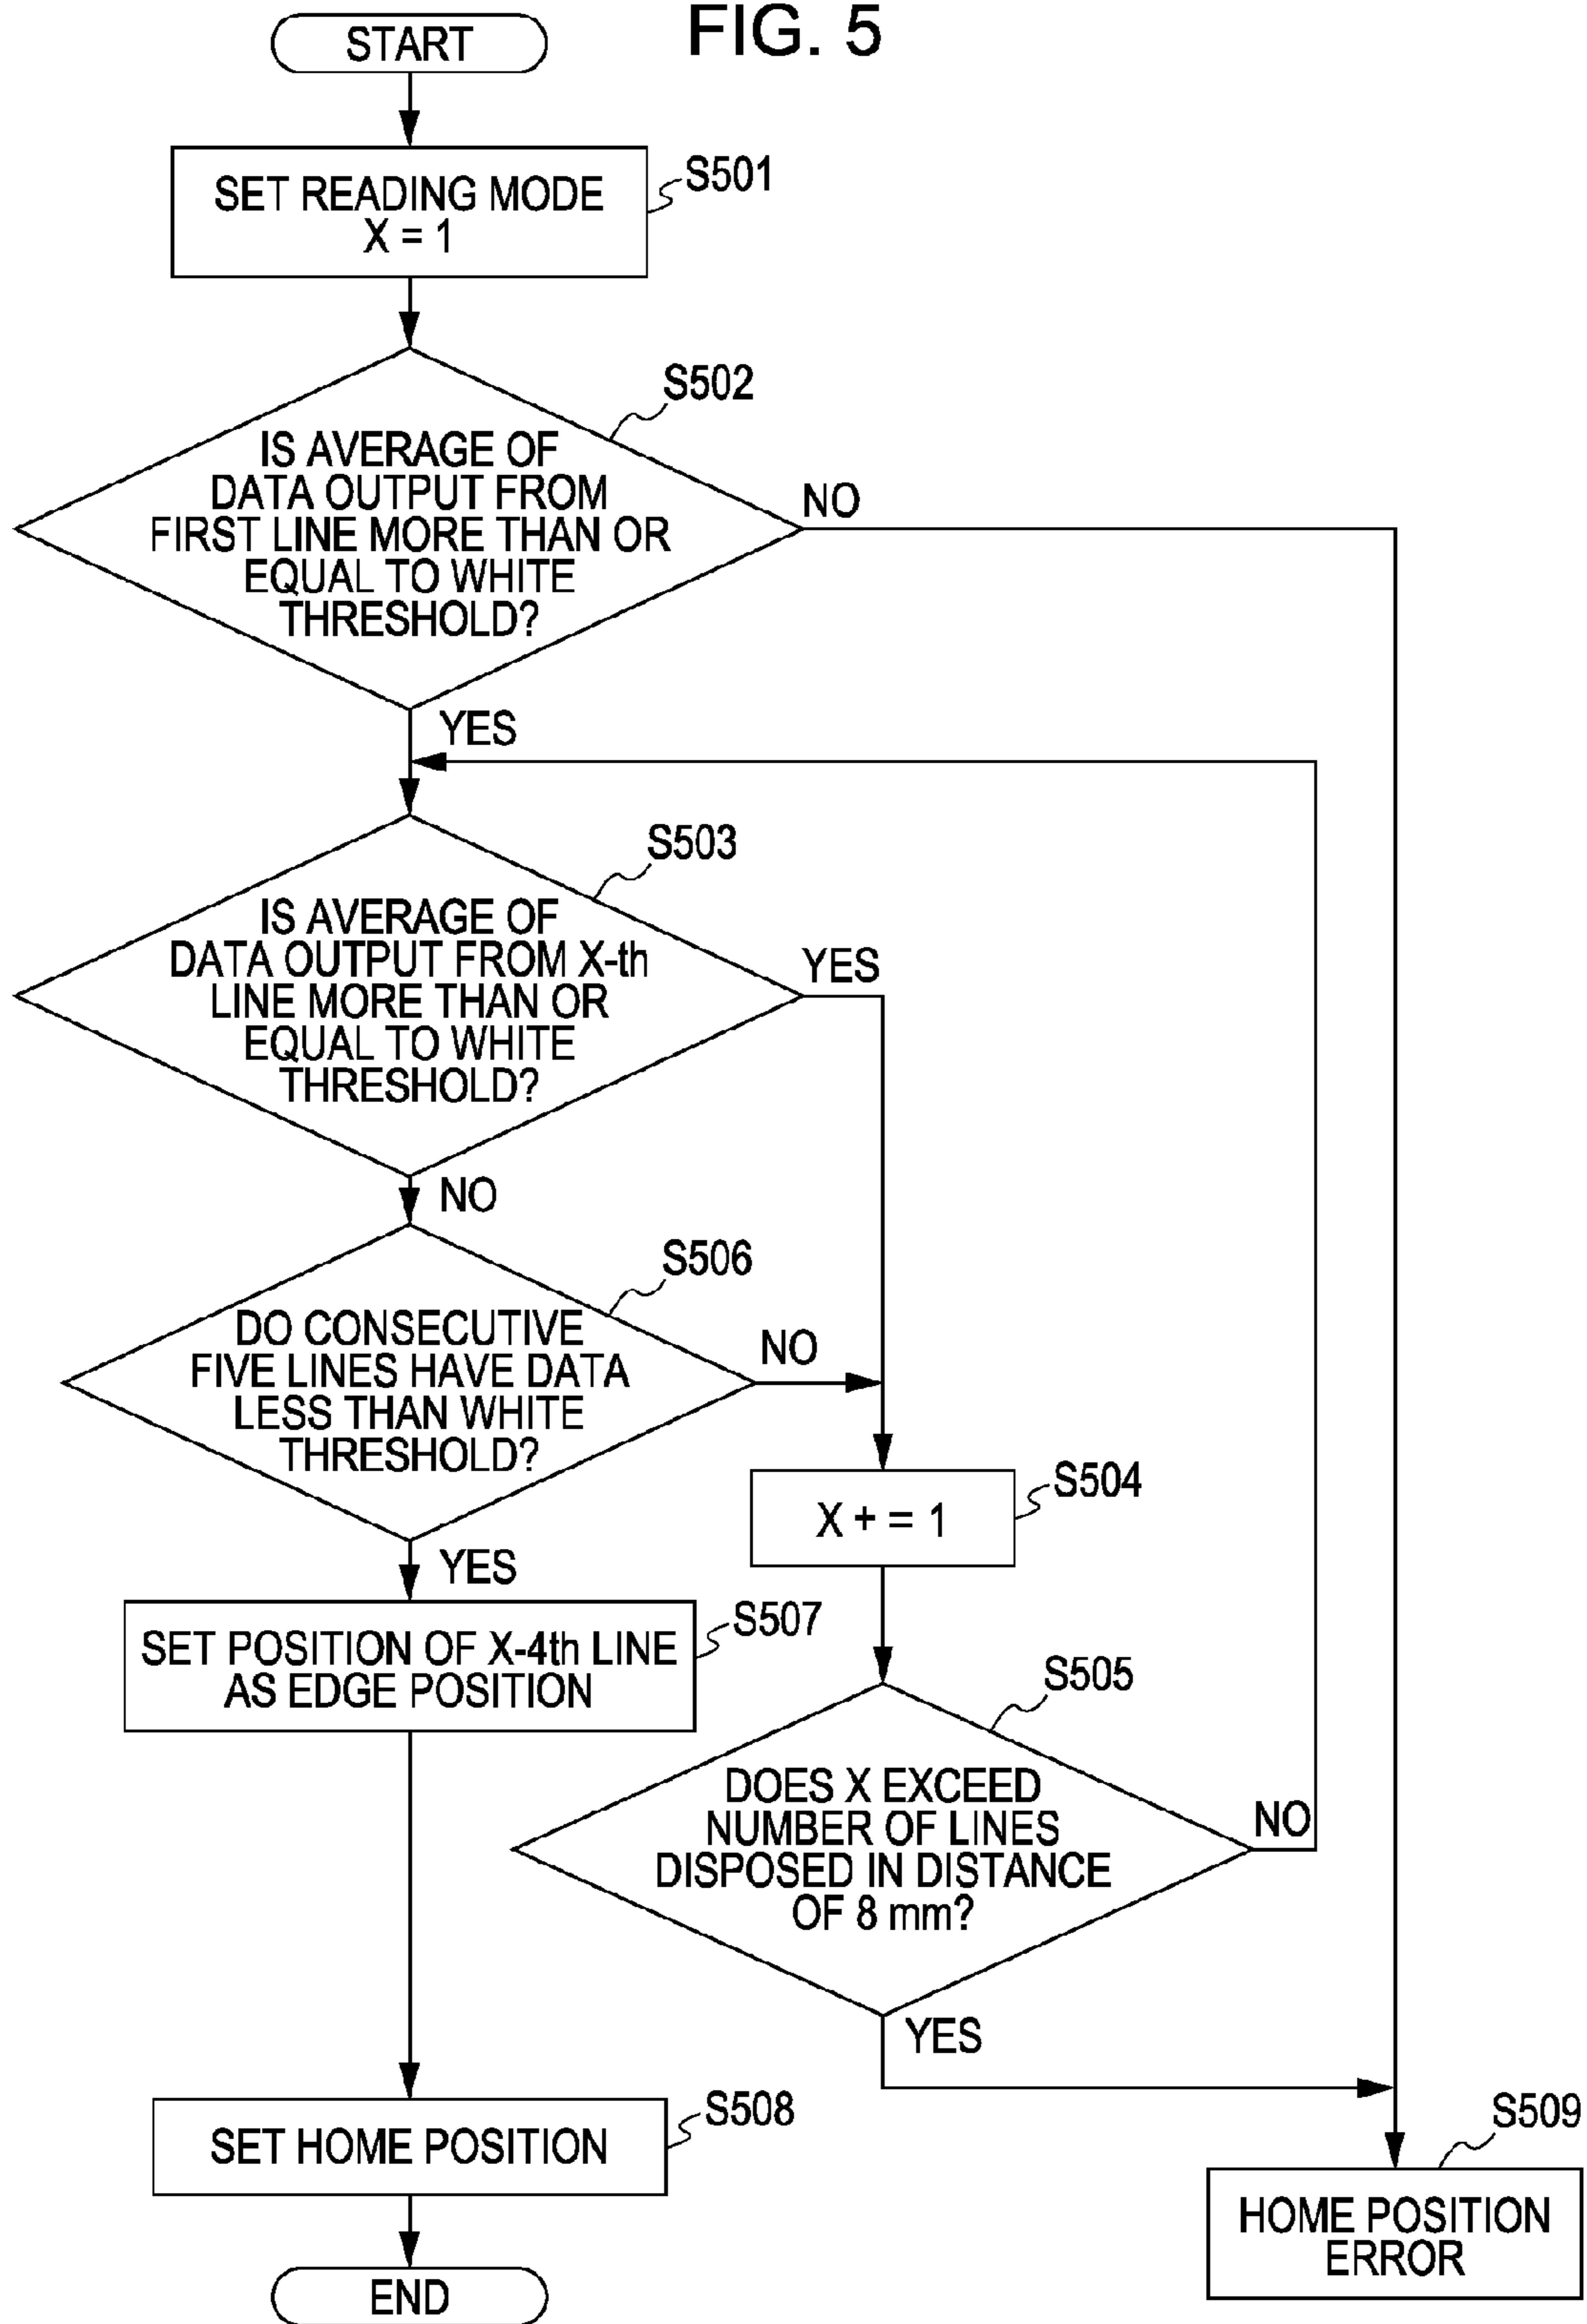 FIG. 5
START
SET READING MODE
X = 1
S501
S502
IS AVERAGE OF
DATA OUTPUT FROM
FIRST LINE MORE THAN OR
EQUAL TO WHITE
THRESHOLD?
NO
YES
S503
IS AVERAGE OF
DATA OUTPUT FROM X-th
LINE MORE THAN OR
EQUAL TO WHITE
THRESHOLD?
YES
NO
S506
DO CONSECUTIVE
FIVE LINES HAVE DATA
LESS THAN WHITE
THRESHOLD?
NO
YES
S504
X + = 1
S507
SET POSITION OF X-4th LINE
AS EDGE POSITION
S505
DOES X EXCEED
NUMBER OF LINES
DISPOSED IN DISTANCE
OF 8 mm?
NO
YES
S508
SET HOME POSITION
S509
HOME POSITION
ERROR
END